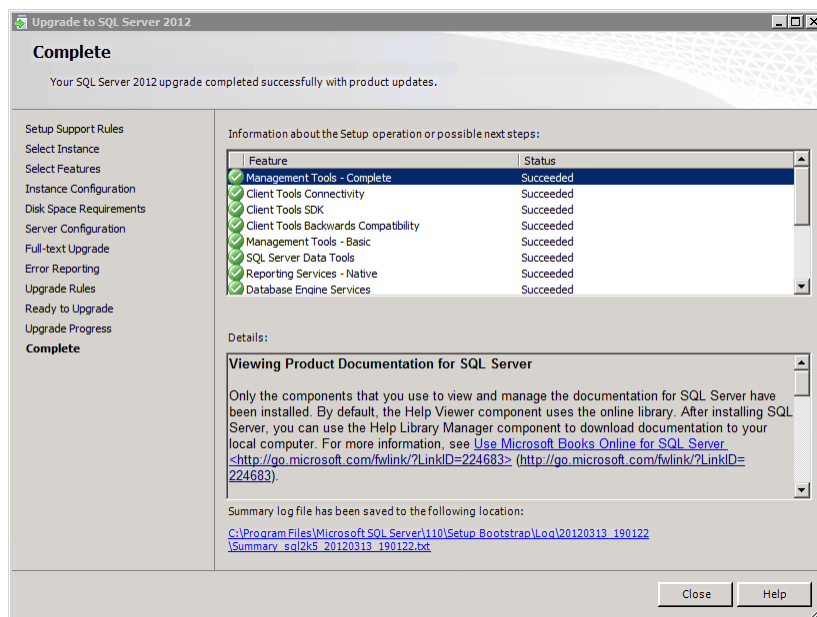 Upgrade to SQL Server 2012
Complete
Your SQL Server 2012 upgrade completed successfully with product updates.
Setup Support Rules
Select Instance
Select Features
Instance Configuration
Disk Space Requirements
Server Configuration
Full-text Upgrade
Error Reporting
Upgrade Rules
Ready to Upgrade
Upgrade Progress
Complete
Information about the Setup operation or possible next steps:
Feature Status
Management Tools - Complete Succeeded
Client Tools Connectivity Succeeded
Client Tools SDK Succeeded
Client Tools Backwards Compatibility Succeeded
Management Tools - Basic Succeeded
SQL Server Data Tools Succeeded
Reporting Services - Native Succeeded
Database Engine Services Succeeded
Details:
Viewing Product Documentation for SQL Server
Only the components that you use to view and manage the documentation for SQL Server have
been installed. By default, the Help Viewer component uses the online library. After installing SQL
Server, you can use the Help Library Manager component to download documentation to your
local computer. For more information, see Use Microsoft Books Online for SQL Server
<http://go.microsoft.com/fwlink/?LinkID=224683> (http://go.microsoft.com/fwlink/?LinkID=
224683).
Summary log file has been saved to the following location:
C:\Program Files\Microsoft SQL Server\110\Setup Bootstrap\Log\20120313_190122
\Summary_sql2k5_20120313_190122.txt
Close Help